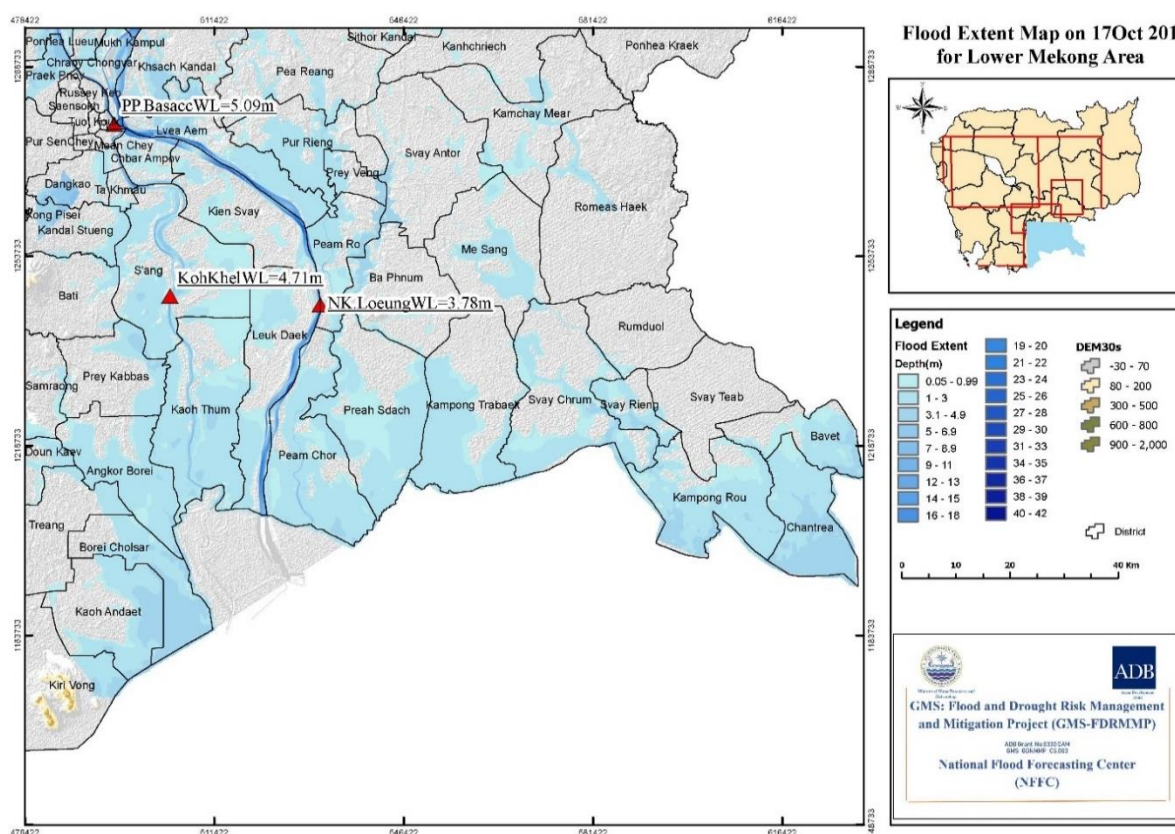 478422
511422
546422
581422
616422
Ponhea Lueu
Mukh Kampul
Sithor Kandal
Kanhchriech
Ponhea Kraek
Chraoy Chongvar
Khsach Kandal
Pea Reang
Praek Pnov
Russey Keo
Kamchay Mear
Saensokh
PP.BasaccWL=5.09m
Lvea Aem
Pur SenChey
Mean Chey
Chbar Ampov
Pur Rieng
Svay Antor
Dangkao
Ta Khmau
Prey Veng
Romeas Haek
Kong Pisei
Kien Svay
Kandal Stueng
Peam Ro
Me Sang
S'ang
KohKhelWL=4.71m
Ba Phnum
Bati
NK.LoeungWL=3.78m
Leuk Daek
Rumduol
Prey Kabbas
Samraong
Kaoh Thum
Preah Sdach
Kampong Trabaek
Svay Chrum
Svay Rieng
Svay Teab
Doun Kaev
Angkor Borei
Peam Chor
Bavet
Kampong Rou
Treang
Chantrea
Borei Cholsar
Kaoh Andaet
Kiri Vong
1253733
1218733
1183733
511422
546422
581422
616422
Flood Extent Map on 17Oct 201
for Lower Mekong Area
Legend
Flood Extent
Depth(m)
0.05 - 0.99
1 - 3
3.1 - 4.9
5 - 6.9
7 - 8.9
9 - 11
12 - 13
14 - 15
16 - 18
19 - 20
21 - 22
23 - 24
25 - 26
27 - 28
29 - 30
31 - 33
34 - 35
36 - 37
38 - 39
40 - 42
DEM30s
-30 - 70
80 - 200
300 - 500
600 - 800
900 - 2,000
District
0
10
20
40 Km
ADB
GMS: Flood and Drought Risk Management
and Mitigation Project (GMS-FDRMMP)
National Flood Forecasting Center
(NFFC)